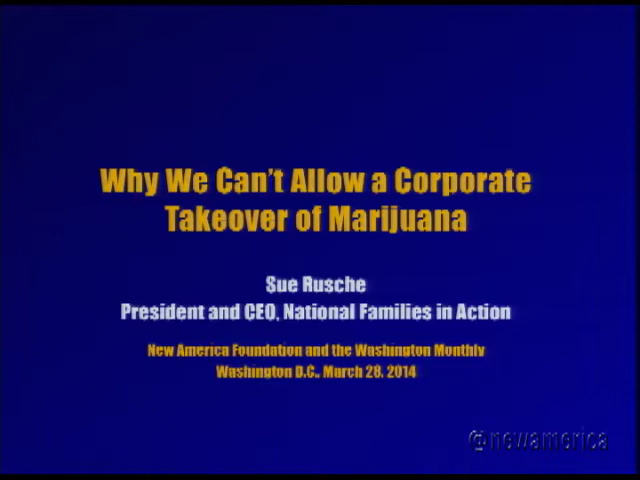 Why We Can't Allow a Corporate
Takeover of Marijuana
Sue Rusche
President and CEO, National Families in Action
New America Foundation and the Washington Monthly
Washington D.C., March 28, 2014
@newamerica